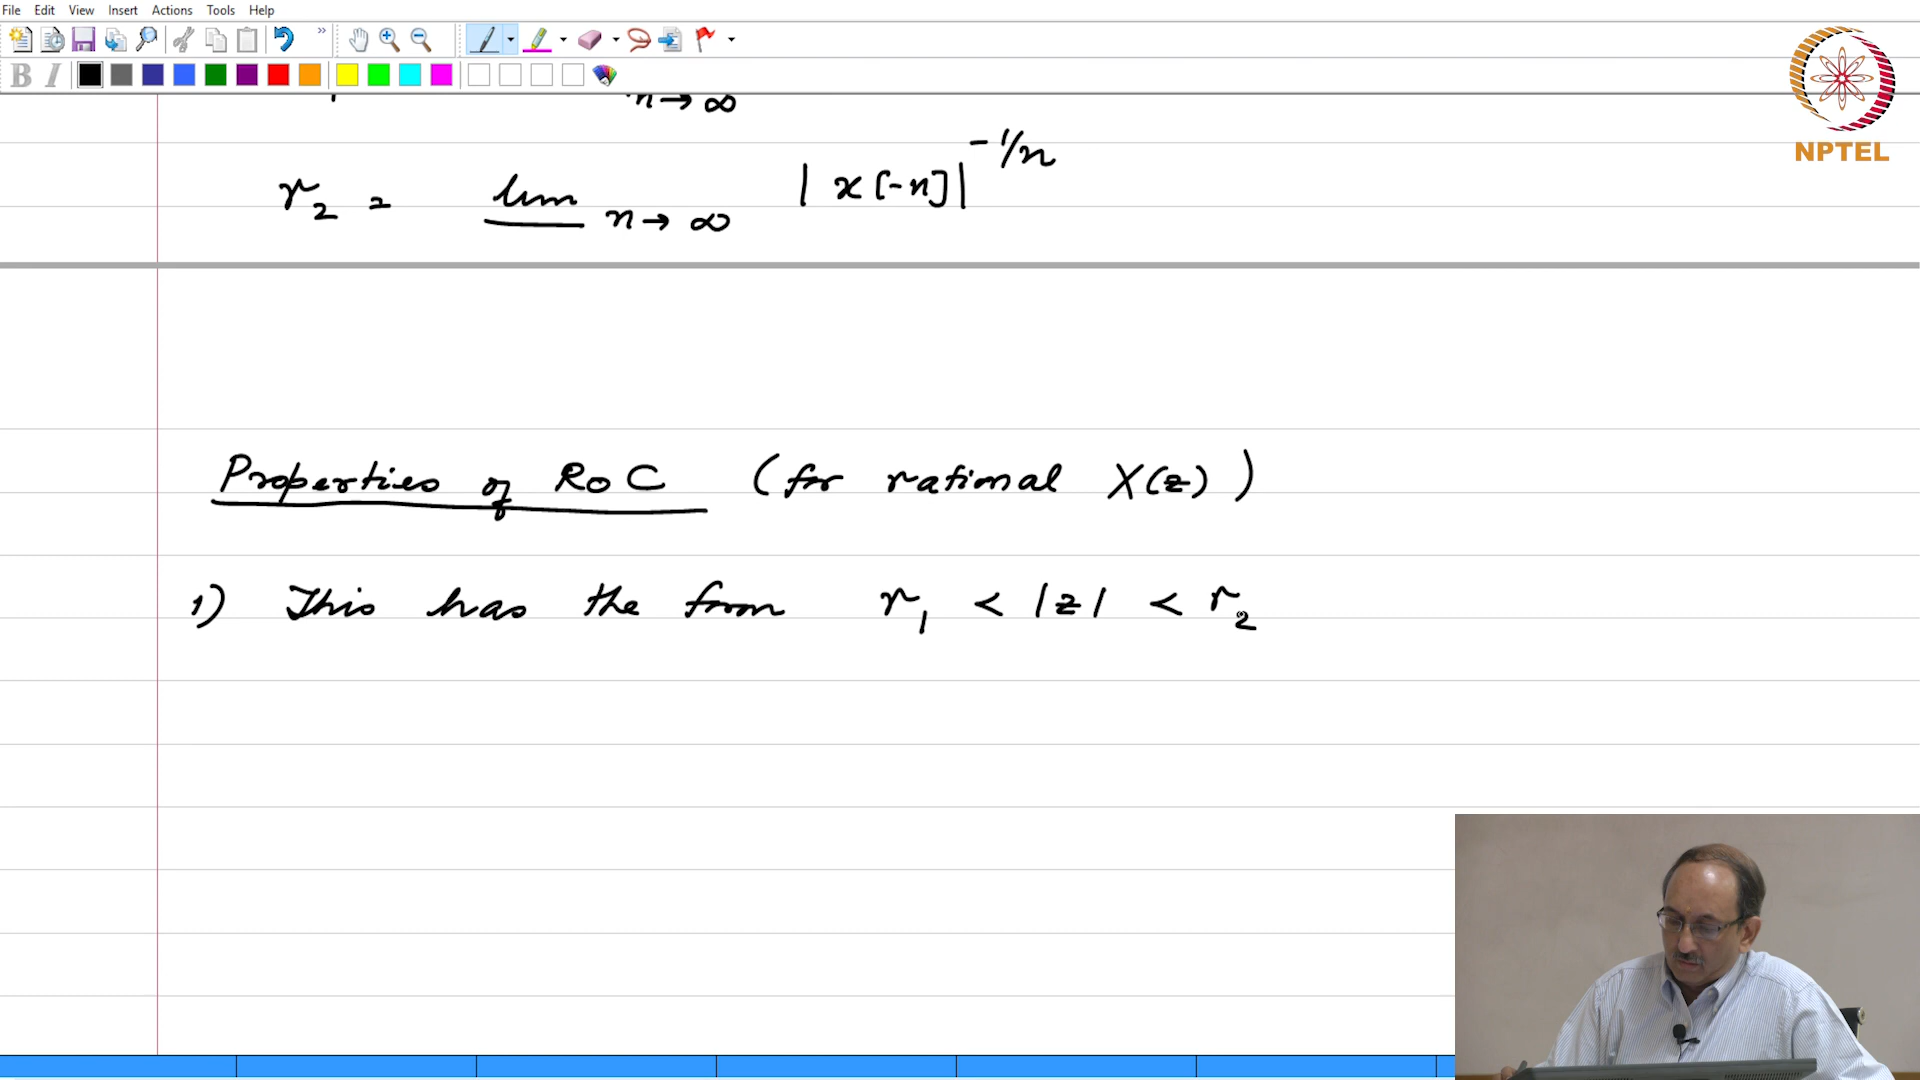 File Edit View Insert Actions Tools Help
»
B I
NPTEL
n → ∞
r₂ = lim n → ∞ | x[-n]|^{-1/n}
Properties of RoC (for rational X(z))
1) This has the form r₁ < |z| < r₂